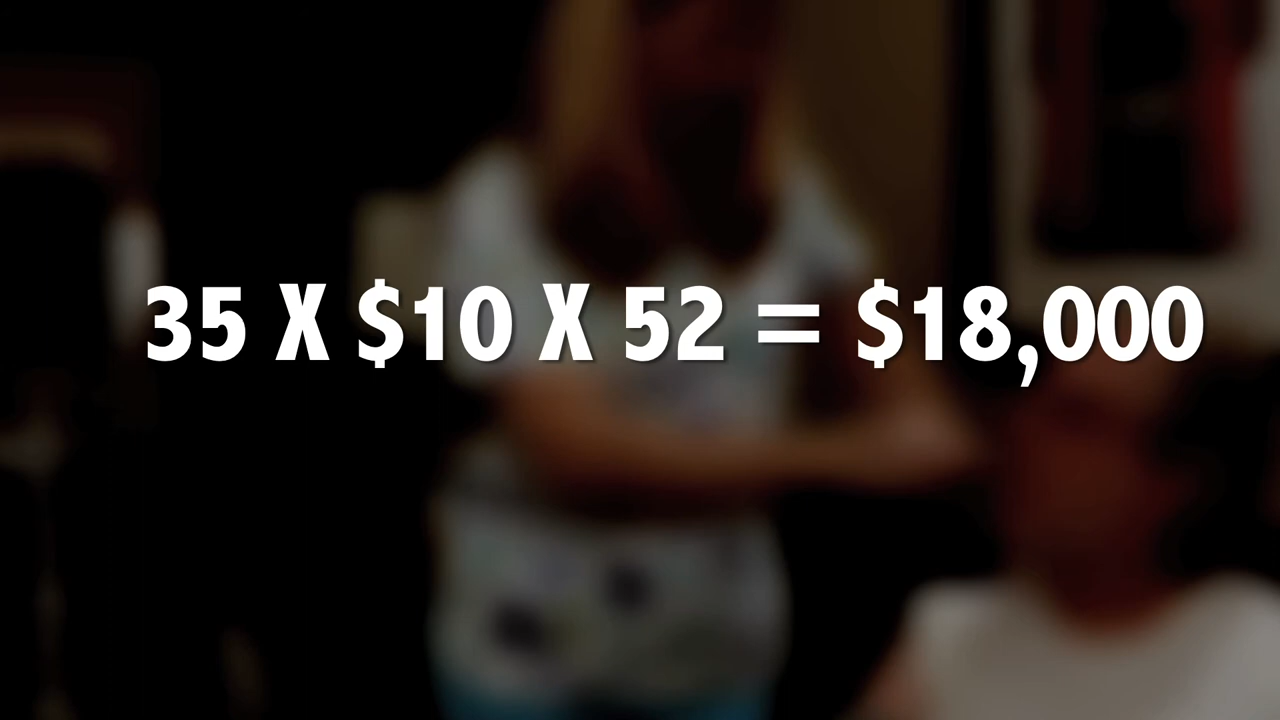 35 X $10 X 52 = $18,000